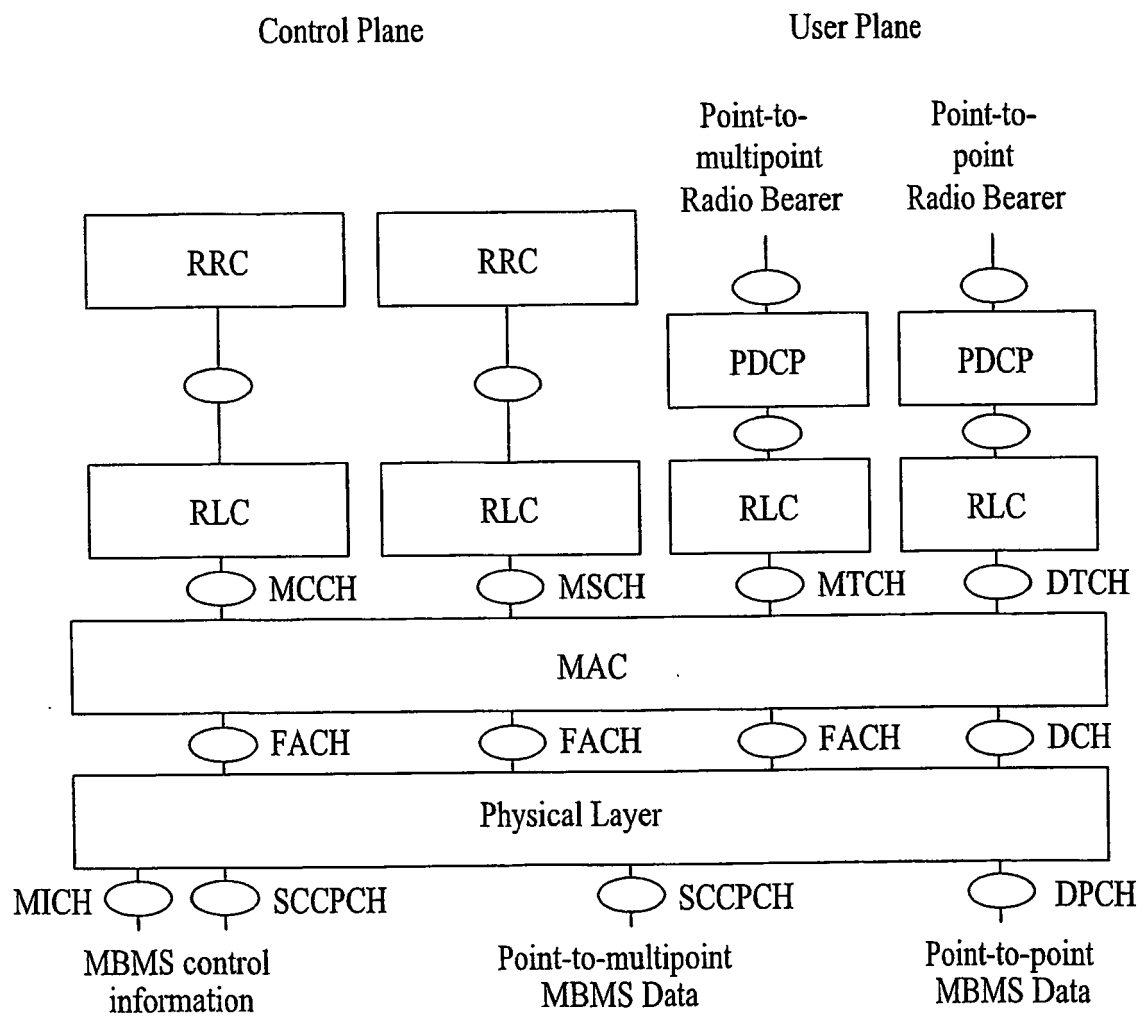 Control Plane
User Plane
Point-to-
multipoint
Radio Bearer
Point-to-
point
Radio Bearer
RRC
RRC
PDCP
PDCP
RLC
RLC
RLC
RLC
MCCH
MSCH
MTCH
DTCH
MAC
FACH
FACH
FACH
DCH
Physical Layer
MICH
SCCPCH
SCCPCH
DPCH
MBMS control
information
Point-to-multipoint
MBMS Data
Point-to-point
MBMS Data